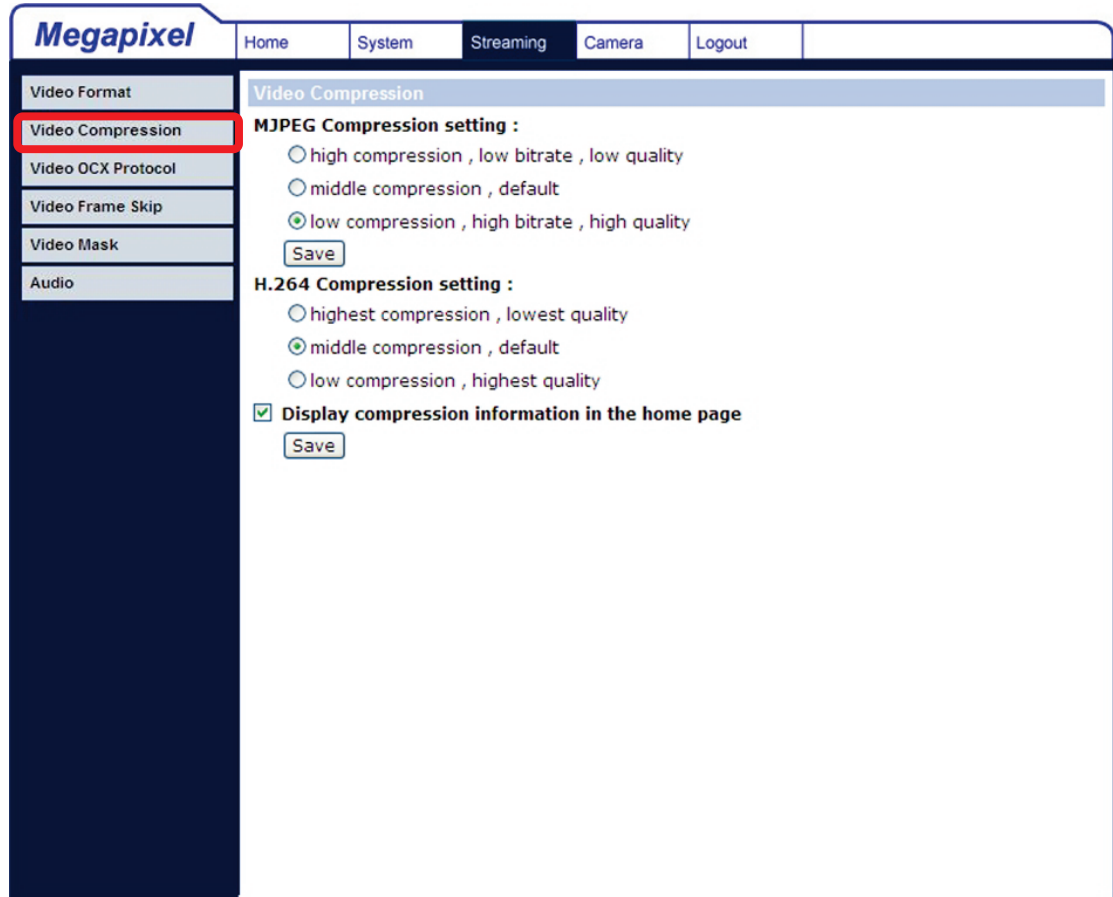 Megapixel
Home System Streaming Camera Logout
Video Format
Video Compression
Video OCX Protocol
Video Frame Skip
Video Mask
Audio
Video Compression
MJPEG Compression setting :
high compression , low bitrate , low quality
middle compression , default
low compression , high bitrate , high quality
Save
H.264 Compression setting :
highest compression , lowest quality
middle compression , default
low compression , highest quality
Display compression information in the home page
Save